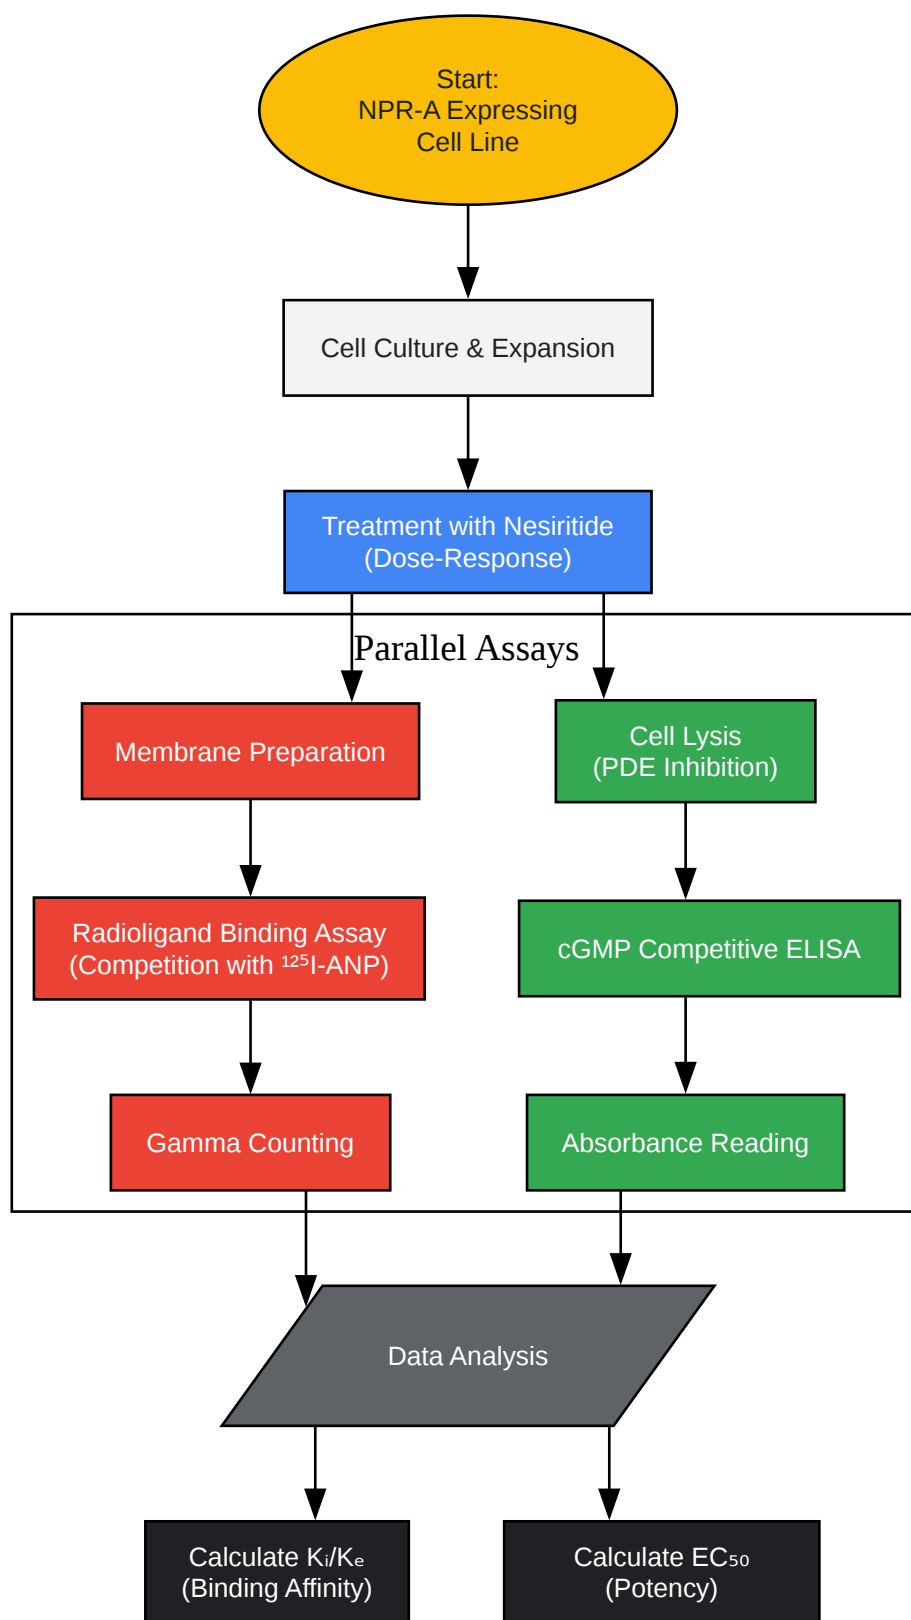 Start:
NPR-A Expressing
Cell Line
Cell Culture & Expansion
Treatment with Nesiritide
(Dose-Response)
Parallel Assays
Membrane Preparation
Cell Lysis
(PDE Inhibition)
Radioligand Binding Assay
(Competition with ¹²⁵I-ANP)
cGMP Competitive ELISA
Gamma Counting
Absorbance Reading
Data Analysis
Calculate Kᵢ/Kₑ
(Binding Affinity)
Calculate EC₅₀
(Potency)